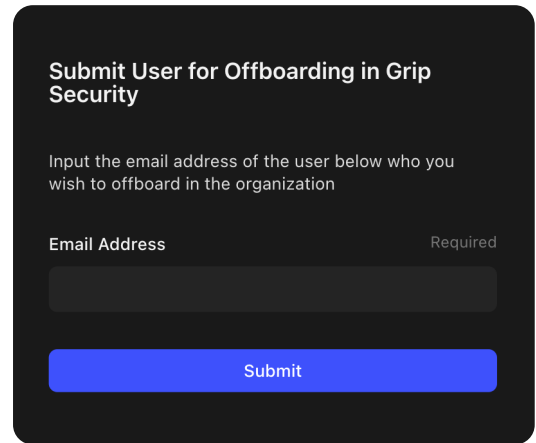 Submit User for Offboarding in Grip
Security
Input the email address of the user below who you
wish to offboard in the organization
Email Address
Required
Submit